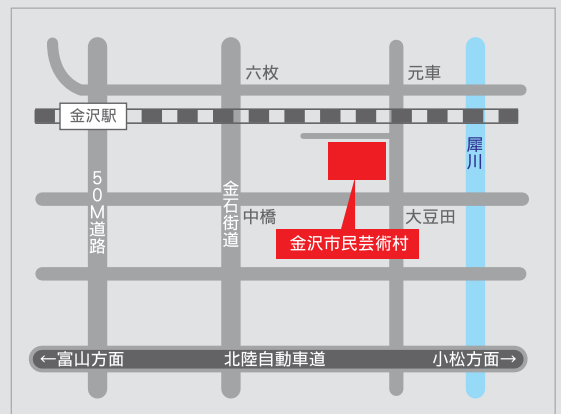 六枚
元車
金沢駅
犀川
50M道路
金石街道
中橋
大豆田
金沢市民芸術村
←富山方面
北陸自動車道
小松方面→